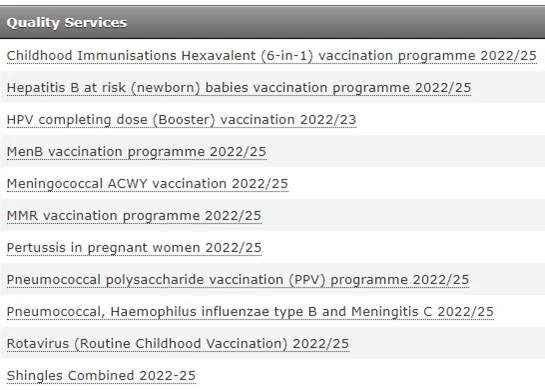 Quality Services
Childhood Immunisations Hexavalent (6-in-1) vaccination programme 2022/25
Hepatitis B at risk (newborn) babies vaccination programme 2022/25
HPV completing dose (Booster) vaccination 2022/23
MenB vaccination programme 2022/25
Meningococcal ACWY vaccination 2022/25
MMR vaccination programme 2022/25
Pertussis in pregnant women 2022/25
Pneumococcal polysaccharide vaccination (PPV) programme 2022/25
Pneumococcal, Haemophilus influenzae type B and Meningitis C 2022/25
Rotavirus (Routine Childhood Vaccination) 2022/25
Shingles Combined 2022-25